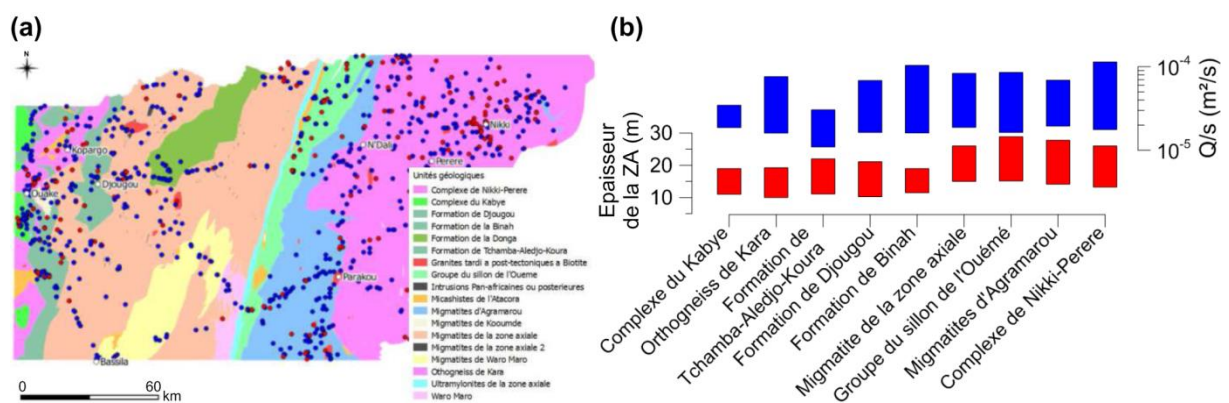 (a)
N
Kopargo
Ouake
Djougou
Bassila
Nikki
N'Dali
Perere
Parakou
0 60
km
Unités géologiques
Complexe de Nikki-Perere
Complexe du Kabye
Formation de Djougou
Formation de la Binah
Formation de la Donga
Formation de Tchamba-Aledjo-Koura
Granites tardi a post-tectoniques a Biotite
Groupe du sillon de l'Oueme
Intrusions Pan-africaines ou posterieures
Micashistes de l'Atacora
Migmatites d'Agramarou
Migmatites de Kooumde
Migmatites de la zone axiale
Migmatites de la zone axiale 2
Migmatites de Waro Maro
Othogneiss de Kara
Ultramylonites de la zone axiale
Waro Maro
(b)
Epaisseur
de la ZA (m)
30
20
10
10-4
10-5
Q/s (m²/s)
Complexe du Kabye
Orthogneiss de Kara
Formation de
Tchamba-Aledjo-Koura
Formation de Djougou
Formation de Binah
Migmatite de la zone axiale
Groupe du sillon de l'Ouémé
Migmatites d'Agramarou
Complexe de Nikki-Perere